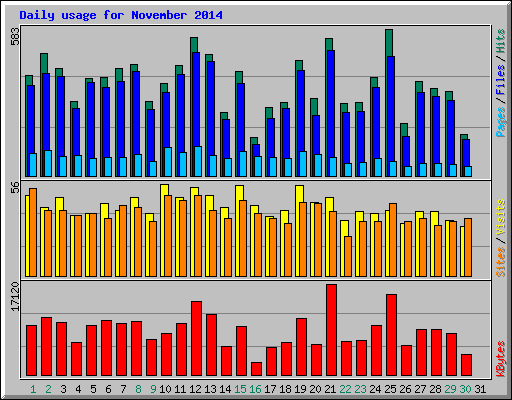 Daily usage for November 2014
583
Pages / Files / Hits
56
Sites / Visits
17120
KBytes
1 2 3 4 5 6 7 8 9 10 11 12 13 14 15 16 17 18 19 20 21 22 23 24 25 26 27 28 29 30 31